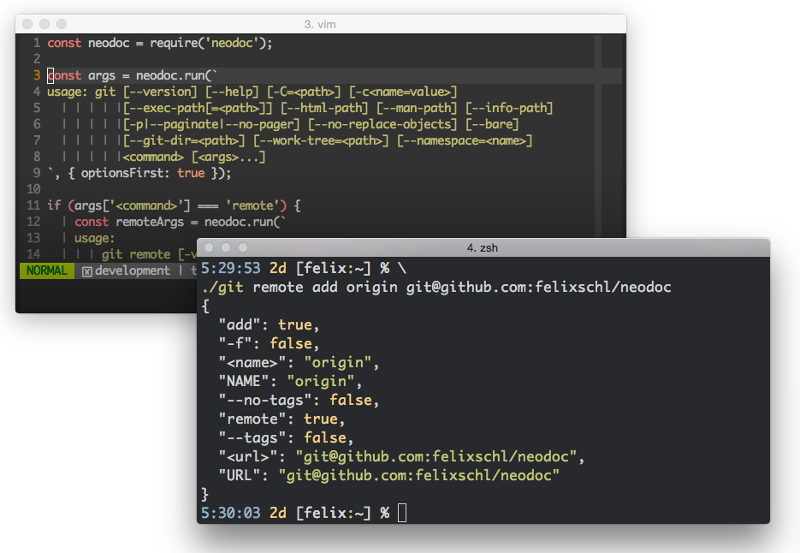 3. vim
1 const neodoc = require('neodoc');
2
3 const args = neodoc.run(`
4 usage: git [--version] [--help] [-C=<path>] [-c<name=value>]
5 | | | | |[--exec-path[=<path>]] [--html-path] [--man-path] [--info-path]
6 | | | | |[-p|--paginate|--no-pager] [--no-replace-objects] [--bare]
7 | | | | |[--git-dir=<path>] [--work-tree=<path>] [--namespace=<name>]
8 | | | | |<command> [<args>...]
9 `, { optionsFirst: true });
10
11 if (args['<command>'] === 'remote') {
12 | const remoteArgs = neodoc.run(`
13 | usage:
14 | | | git remote [-v
NORMAL development | t
4. zsh
5:29:53 2d [felix:~] % \
./git remote add origin git@github.com:felixschl/neodoc
{
"add": true,
"-f": false,
"<name>": "origin",
"NAME": "origin",
"--no-tags": false,
"remote": true,
"--tags": false,
"<url>": "git@github.com:felixschl/neodoc",
"URL": "git@github.com:felixschl/neodoc"
}
5:30:03 2d [felix:~] %